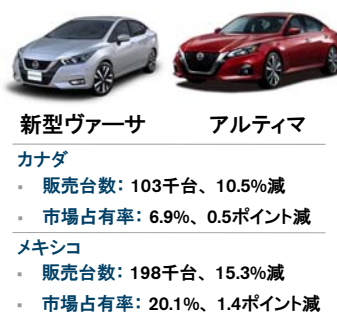 新型ヴァーサ アルティマ
カナダ
▪ 販売台数： 103千台、 10.5%減
▪ 市場占有率： 6.9%、 0.5ポイント減
メキシコ
▪ 販売台数： 198千台、 15.3%減
▪ 市場占有率： 20.1%、 1.4ポイント減